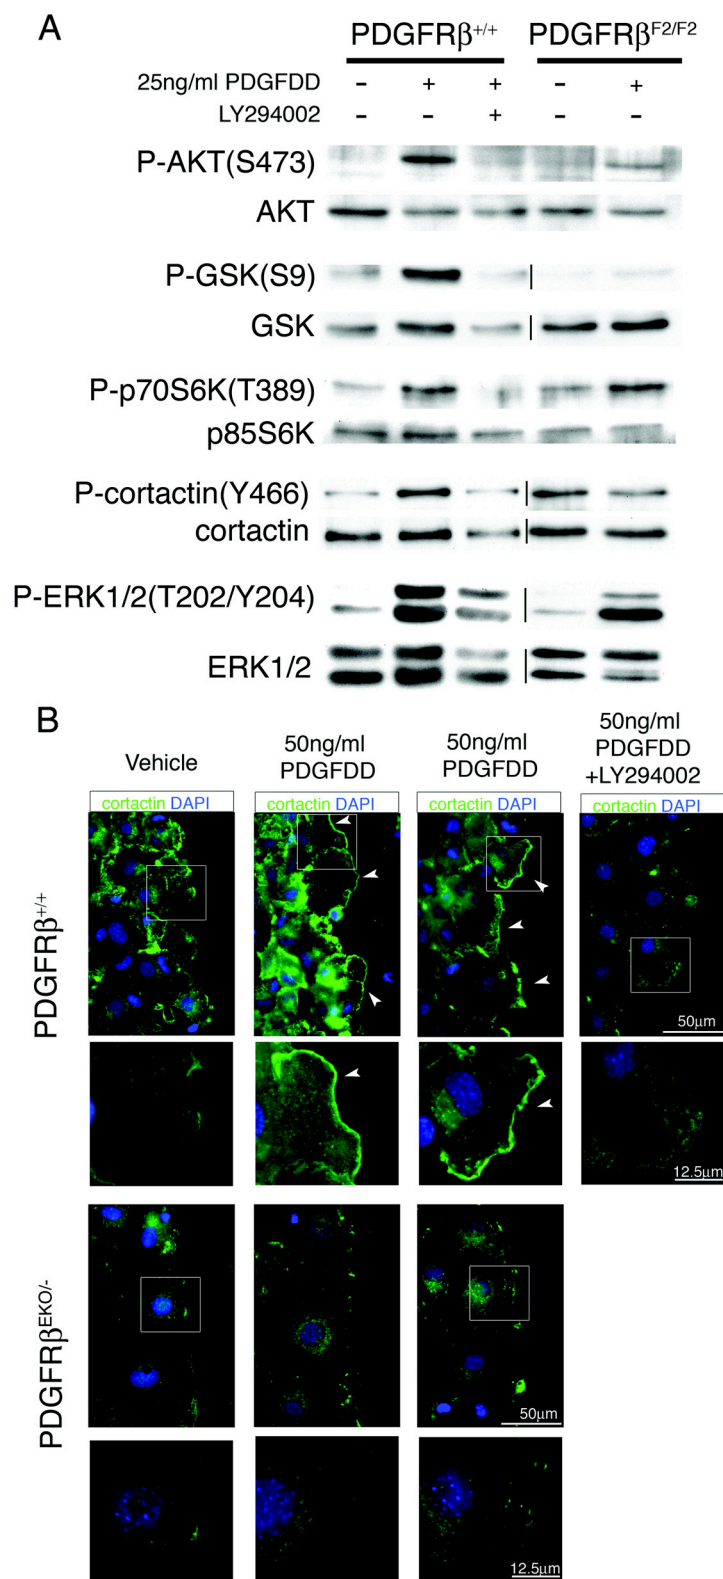 A
PDGFRβ+/+ PDGFRβF2/F2
25ng/ml PDGFDD - + + - +
LY294002 - - + - -
P-AKT(S473)
AKT
P-GSK(S9)
GSK
P-p70S6K(T389)
p85S6K
P-cortactin(Y466)
cortactin
P-ERK1/2(T202/Y204)
ERK1/2
B
Vehicle
50ng/ml
PDGFDD
50ng/ml
PDGFDD
50ng/ml
PDGFDD
+LY294002
cortactin DAPI
cortactin DAPI
cortactin DAPI
cortactin DAPI
PDGFRβ+/+
50μm
12.5μm
PDGFRβEKO/-
50μm
12.5μm